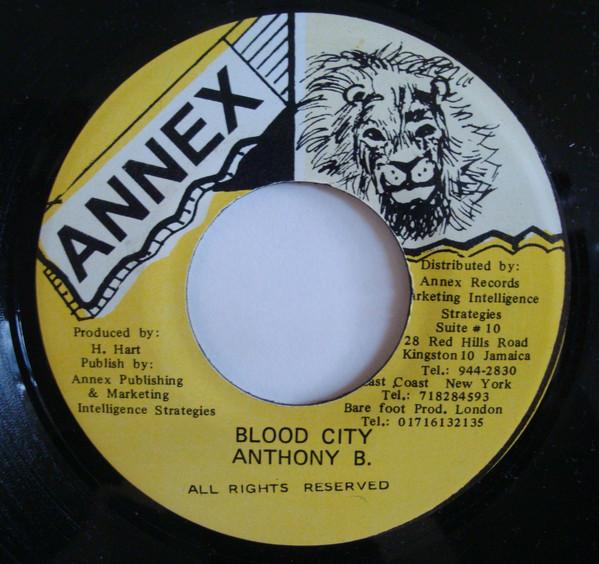 ANNEX
Produced by:
H. Hart
Publish by:
Annex Publishing
& Marketing
Intelligence Strategies
Distributed by:
Annex Records
arketing Intelligence
Strategies
Suite # 10
28 Red Hills Road
Kingston 10 Jamaica
Tel.: 944-2830
East Coast New York
Tel.: 718284593
Bare foot Prod. London
Tel.: 01716132135
BLOOD CITY
ANTHONY B.
ALL RIGHTS RESERVED